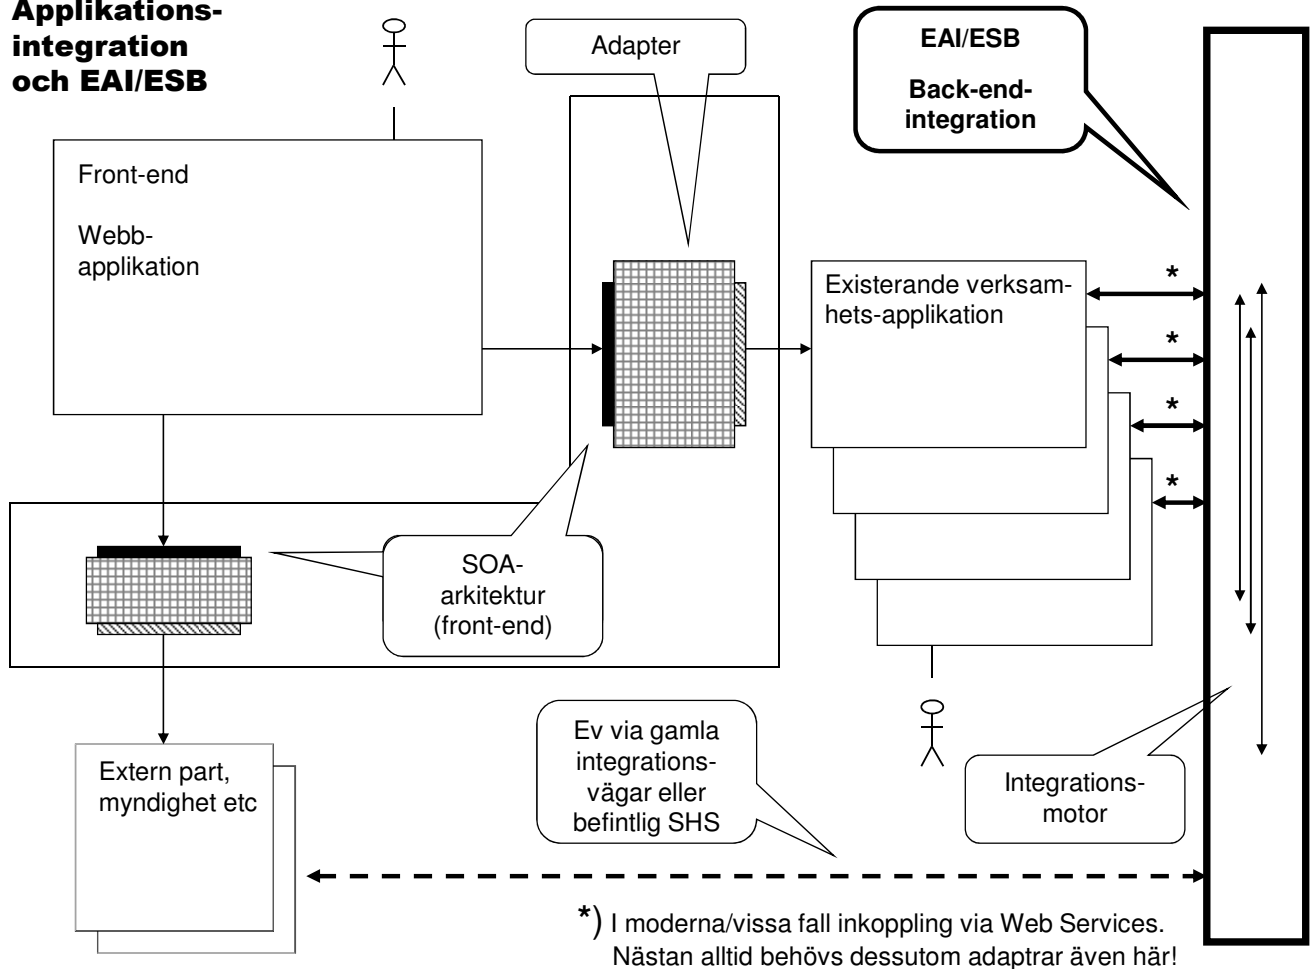 Applikations-
integration
och EAI/ESB
Adapter
EAI/ESB
Back-end-
integration
Front-end
Webb-
applikation
Existerande verksam-
hets-applikation
*
*
*
*
SOA-
arkitektur
(front-end)
Ev via gamla
integrations-
vägar eller
befintlig SHS
Integrations-
motor
Extern part,
myndighet etc
*) I moderna/vissa fall inkoppling via Web Services.
Nästan alltid behövs dessutom adaptrar även här!